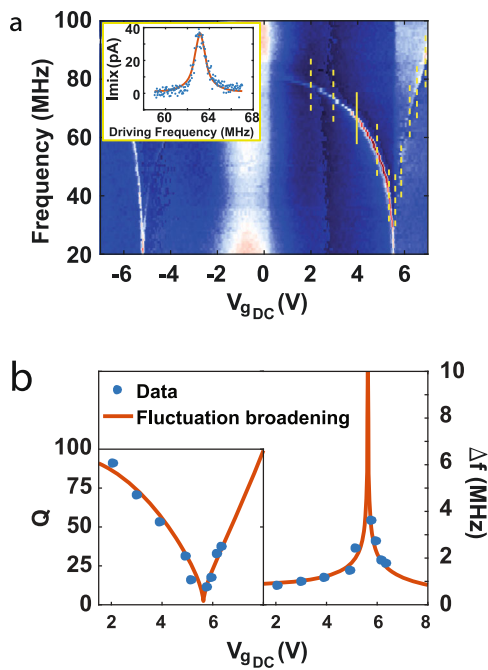 a
100
80
60
40
20
Frequency (MHz)
40
20
0
Imix (pA)
60 64 68
Driving Frequency (MHz)
-6 -4 -2 0 2 4 6
VgDC (V)
b
Data
Fluctuation broadening
100
75
50
25
0
Q
10
8
6
4
2
0
Δf (MHz)
2 4 6 2 4 6 8
VgDC (V)